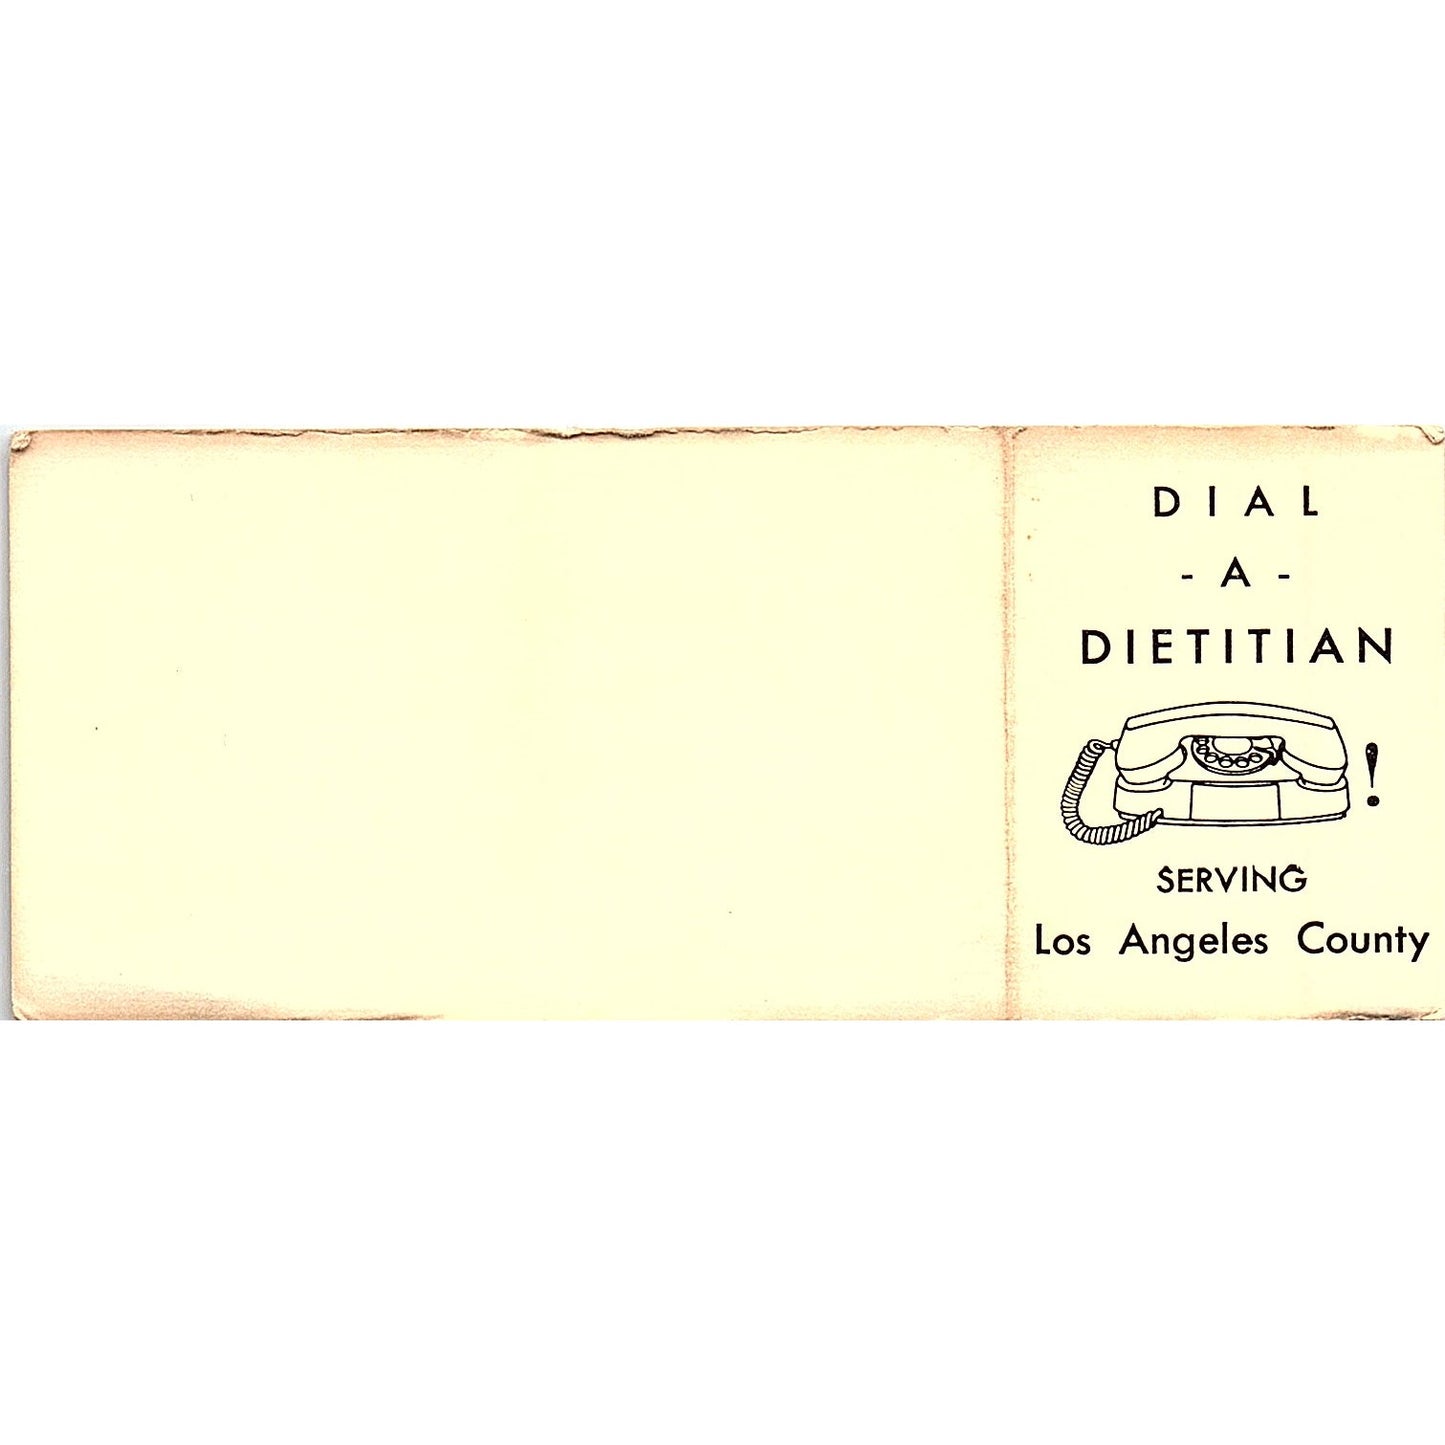 DIAL
- A -
DIETITIAN
!
SERVING
Los Angeles County